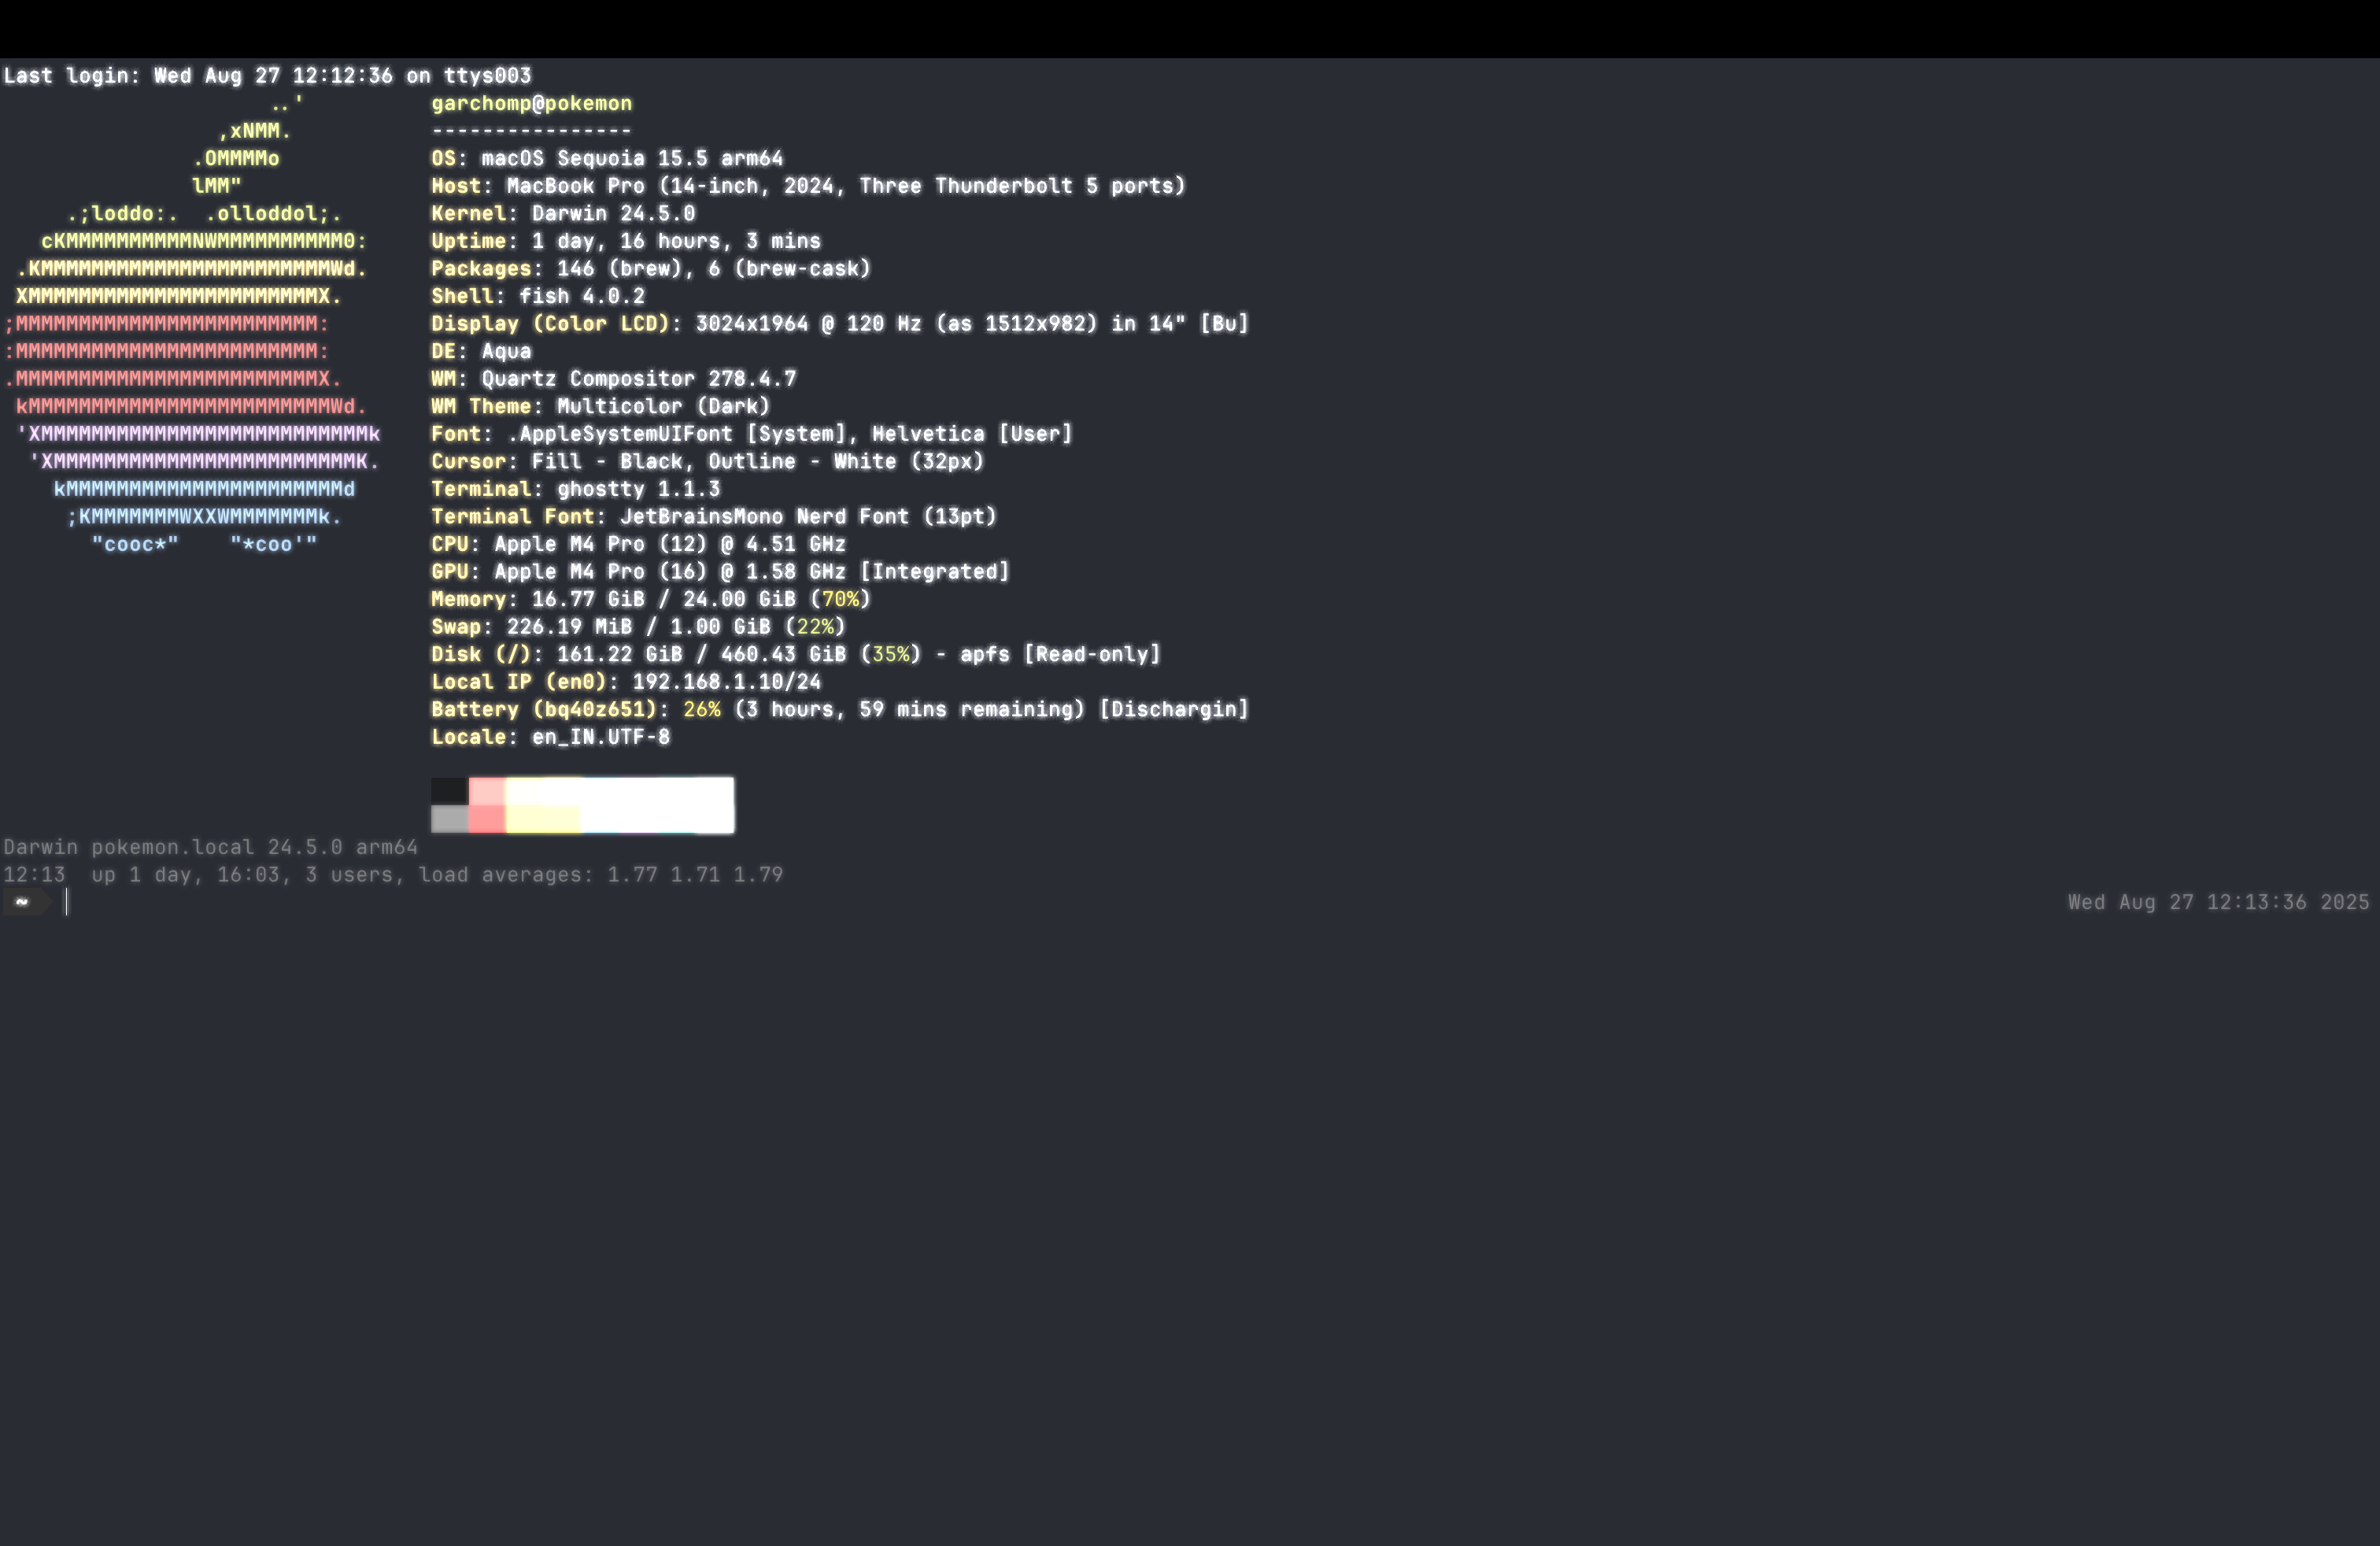 Last login: Wed Aug 27 12:12:36 on ttys003
..'
,xNMM.
.OMMMMo
lMM"
.;loddo:.  .olloddol;.
cKMMMMMMMMMMNWMMMMMMMMMM0:
.KMMMMMMMMMMMMMMMMMMMMMMMWd.
XMMMMMMMMMMMMMMMMMMMMMMMX.
;MMMMMMMMMMMMMMMMMMMMMMMM:
:MMMMMMMMMMMMMMMMMMMMMMMM:
.MMMMMMMMMMMMMMMMMMMMMMMMX.
kMMMMMMMMMMMMMMMMMMMMMMMMWd.
'XMMMMMMMMMMMMMMMMMMMMMMMMMMk
'XMMMMMMMMMMMMMMMMMMMMMMMMK.
kMMMMMMMMMMMMMMMMMMMMMMd
;KMMMMMMMWXXWMMMMMMMk.
"cooc*"    "*coo'"
garchomp@pokemon
----------------
OS: macOS Sequoia 15.5 arm64
Host: MacBook Pro (14-inch, 2024, Three Thunderbolt 5 ports)
Kernel: Darwin 24.5.0
Uptime: 1 day, 16 hours, 3 mins
Packages: 146 (brew), 6 (brew-cask)
Shell: fish 4.0.2
Display (Color LCD): 3024x1964 @ 120 Hz (as 1512x982) in 14" [Bu]
DE: Aqua
WM: Quartz Compositor 278.4.7
WM Theme: Multicolor (Dark)
Font: .AppleSystemUIFont [System], Helvetica [User]
Cursor: Fill - Black, Outline - White (32px)
Terminal: ghostty 1.1.3
Terminal Font: JetBrainsMono Nerd Font (13pt)
CPU: Apple M4 Pro (12) @ 4.51 GHz
GPU: Apple M4 Pro (16) @ 1.58 GHz [Integrated]
Memory: 16.77 GiB / 24.00 GiB (70%)
Swap: 226.19 MiB / 1.00 GiB (22%)
Disk (/): 161.22 GiB / 460.43 GiB (35%) - apfs [Read-only]
Local IP (en0): 192.168.1.10/24
Battery (bq40z651): 26% (3 hours, 59 mins remaining) [Dischargin]
Locale: en_IN.UTF-8
Darwin pokemon.local 24.5.0 arm64
12:13  up 1 day, 16:03, 3 users, load averages: 1.77 1.71 1.79
~
Wed Aug 27 12:13:36 2025